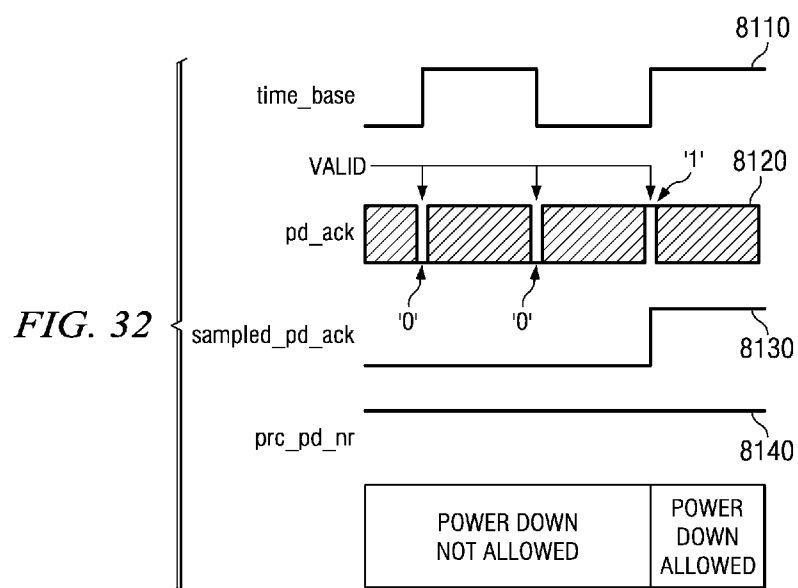 8110
time_base
VALID
'1'
8120
pd_ack
'0' '0'
FIG. 32
sampled_pd_ack
8130
prc_pd_nr
8140
POWER DOWN
NOT ALLOWED
POWER
DOWN
ALLOWED